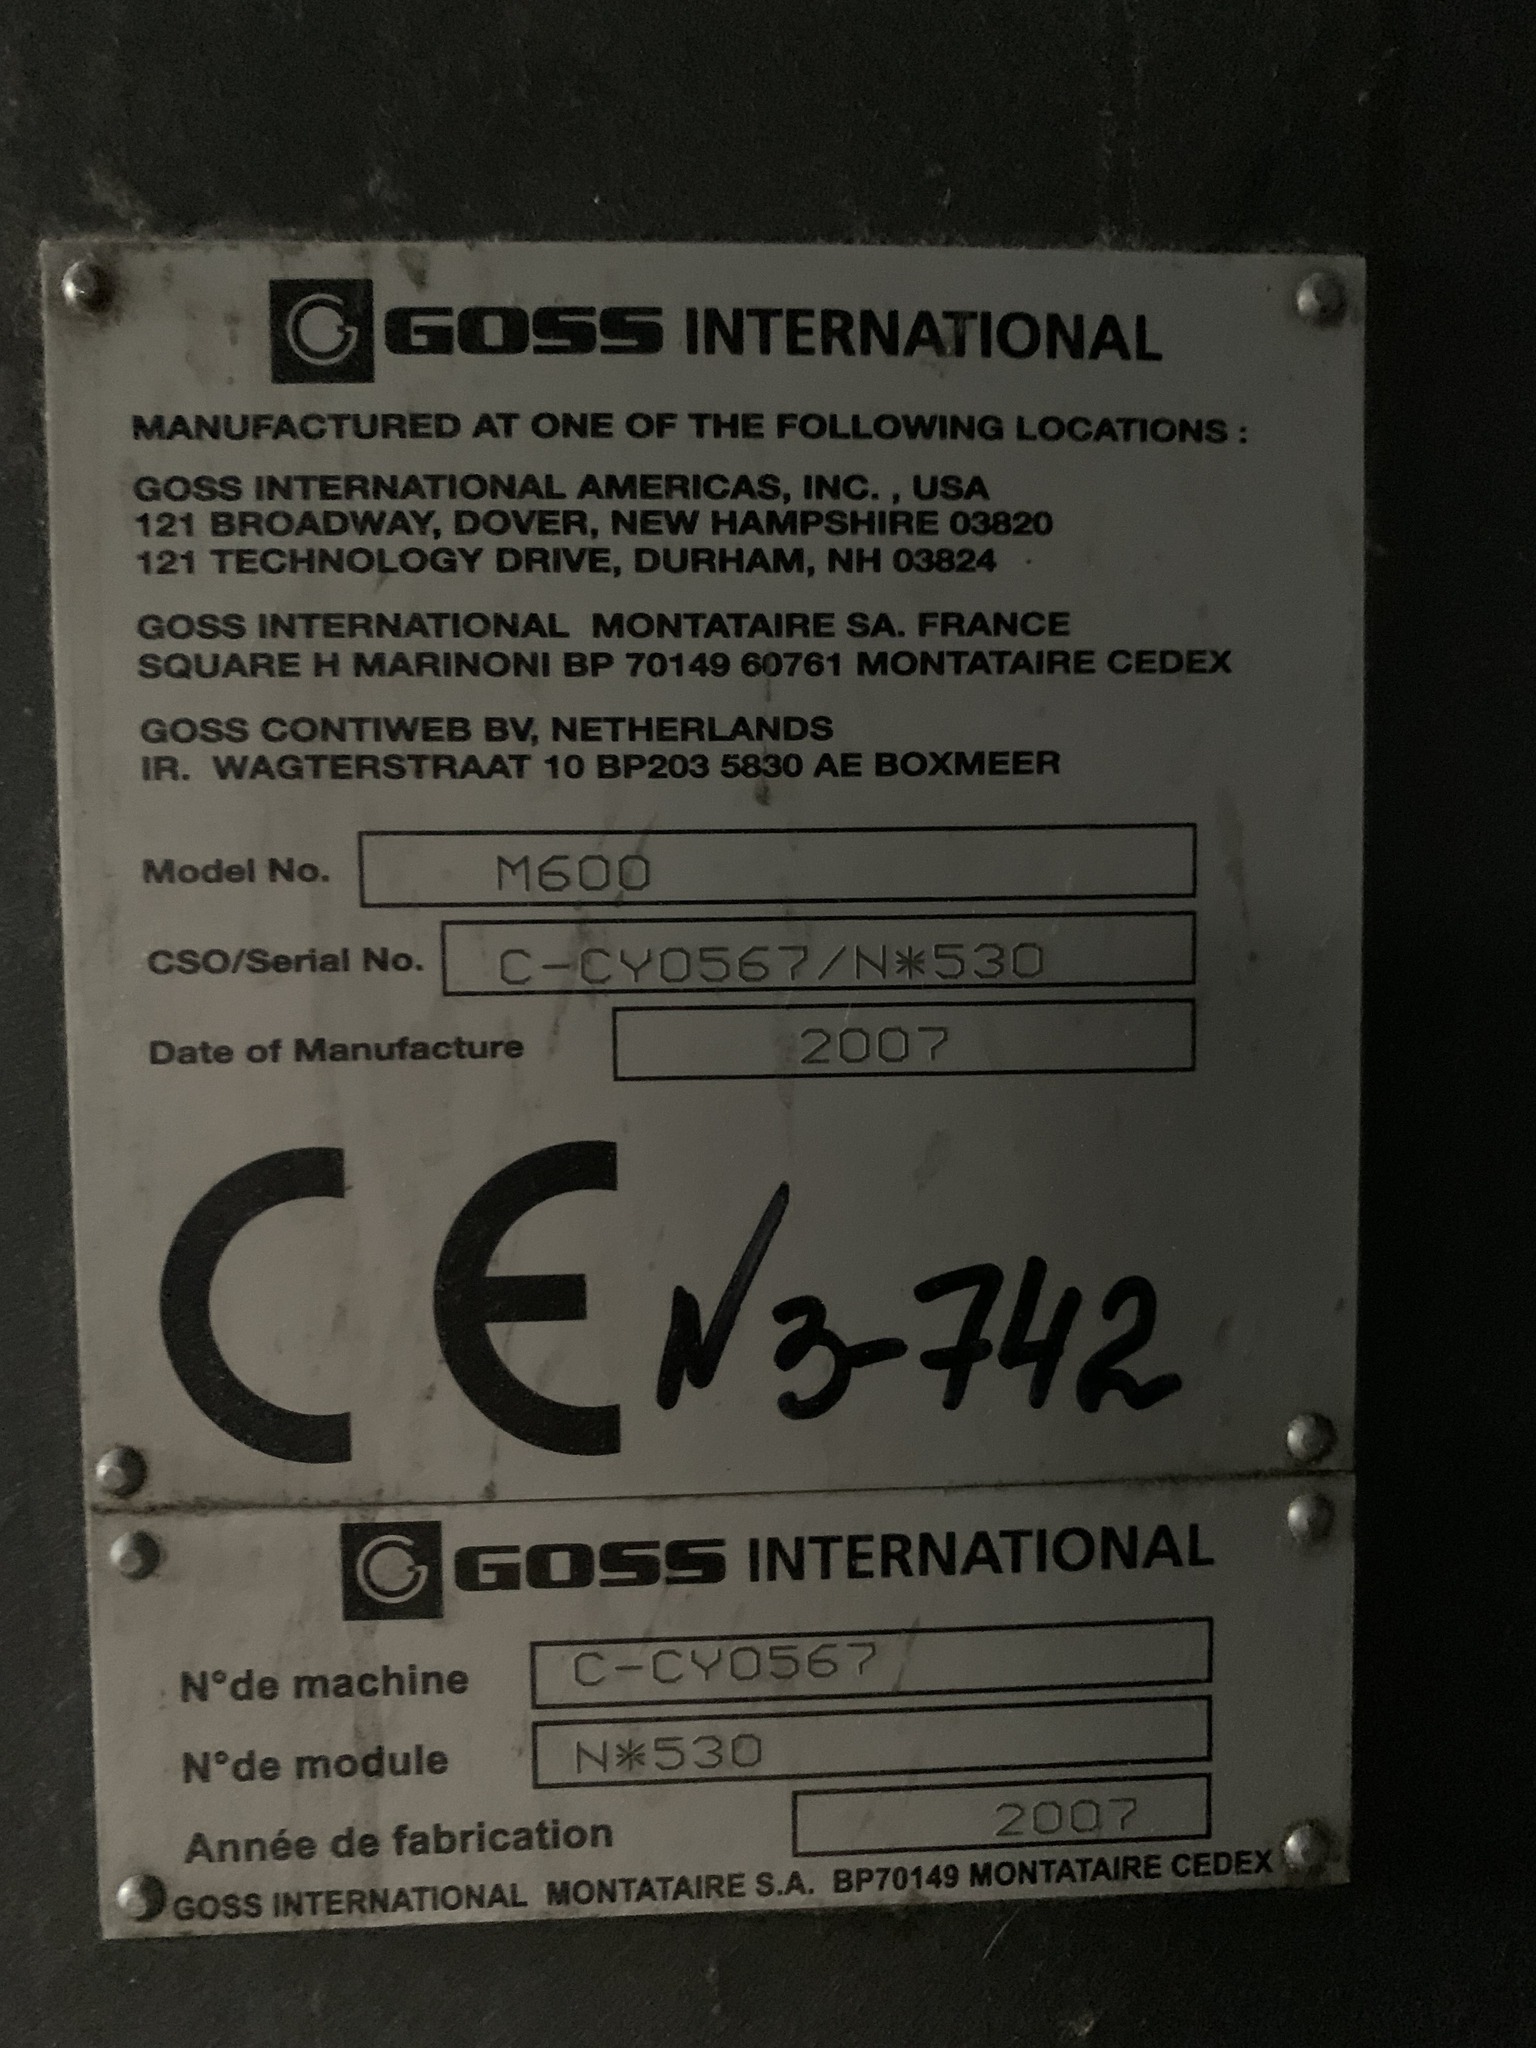 GOSS INTERNATIONAL
MANUFACTURED AT ONE OF THE FOLLOWING LOCATIONS :
GOSS INTERNATIONAL AMERICAS, INC. , USA
121 BROADWAY, DOVER, NEW HAMPSHIRE 03820
121 TECHNOLOGY DRIVE, DURHAM, NH 03824
GOSS INTERNATIONAL MONTATAIRE SA. FRANCE
SQUARE H MARINONI BP 70149 60761 MONTATAIRE CEDEX
GOSS CONTIWEB BV, NETHERLANDS
IR. WAGTERSTRAAT 10 BP203 5830 AE BOXMEER
Model No. M600
CSO/Serial No. C-CY0567/N*530
Date of Manufacture 2007
CE N 3-742
GOSS INTERNATIONAL
N°de machine C-CY0567
N°de module N*530
Année de fabrication 2007
GOSS INTERNATIONAL MONTATAIRE S.A. BP70149 MONTATAIRE CEDEX